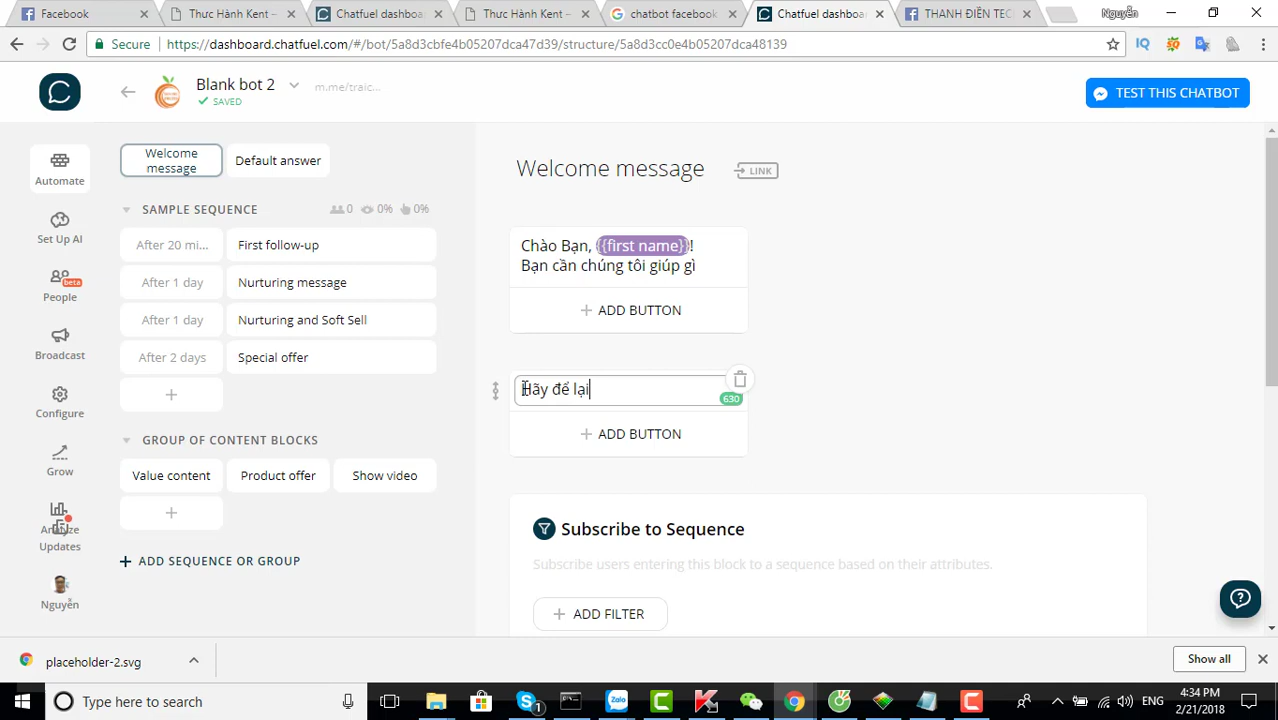 Facebook
Thực Hành Kent –
Chatfuel dashboa
Thực Hành Kent –
chatbot facebook
Chatfuel dashboa
THANH ĐIỀN TEC
Nguyễn
Secure
https://dashboard.chatfuel.com/#/bot/5a8d3cbfe4b05207dca47d39/structure/5a8d3cc0e4b05207dca48139
Blank bot 2
m.me/traic...
SAVED
TEST THIS CHATBOT
Automate
Set Up AI
People
beta
Broadcast
Configure
Grow
Analyze
Updates
Nguyễn
Welcome
message
Default answer
SAMPLE SEQUENCE
0
0%
0%
After 20 mi...
First follow-up
After 1 day
Nurturing message
After 1 day
Nurturing and Soft Sell
After 2 days
Special offer
GROUP OF CONTENT BLOCKS
Value content
Product offer
Show video
ADD SEQUENCE OR GROUP
Welcome message
LINK
Chào Bạn, {{first name}}!
Bạn cần chúng tôi giúp gì
ADD BUTTON
Hãy để lại
630
ADD BUTTON
Subscribe to Sequence
Subscribe users entering this block to a sequence based on their attributes.
ADD FILTER
placeholder-2.svg
Show all
Type here to search
Zalo
1
ENG
4:34 PM
2/21/2018